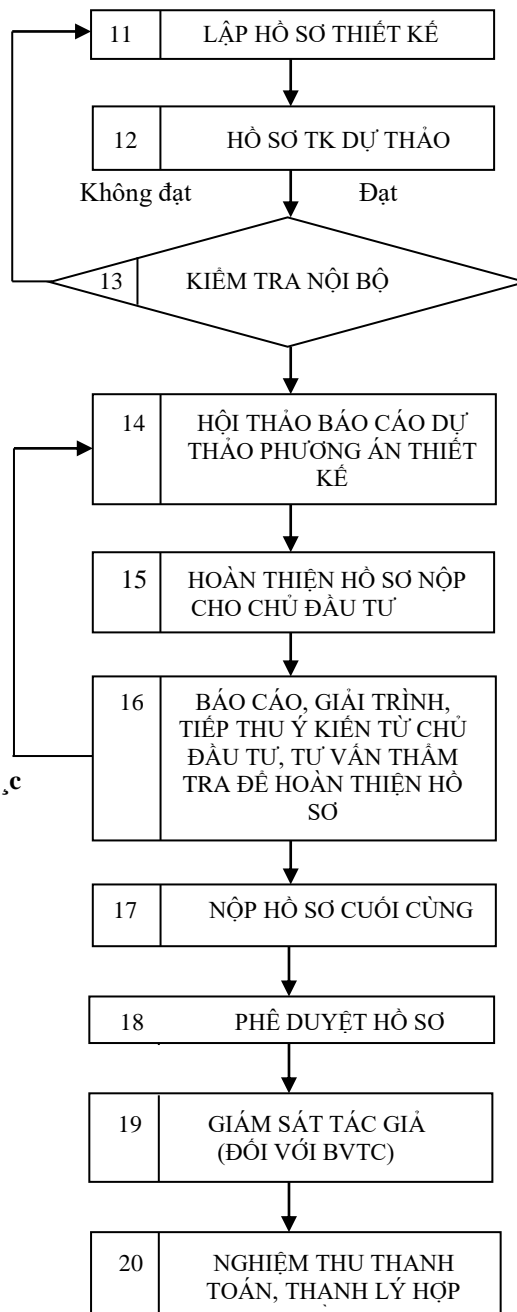 11 LẬP HỒ SƠ THIẾT KẾ
12 HỒ SƠ TK DỰ THẢO
Không đạt Đạt
13 KIỂM TRA NỘI BỘ
14 HỘI THẢO BÁO CÁO DỰ
THẢO PHƯƠNG ÁN THIẾT
KẾ
15 HOÀN THIỆN HỒ SƠ NỘP
CHO CHỦ ĐẦU TƯ
16 BÁO CÁO, GIẢI TRÌNH,
TIẾP THU Ý KIẾN TỪ CHỦ
ĐẦU TƯ, TƯ VẤN THẨM
TRA ĐỂ HOÀN THIỆN HỒ
SƠ
¸c
17 NỘP HỒ SƠ CUỐI CÙNG
18 PHÊ DUYỆT HỒ SƠ
19 GIÁM SÁT TÁC GIẢ
(ĐỐI VỚI BVTC)
20 NGHIỆM THU THANH
TOÁN, THANH LÝ HỢP